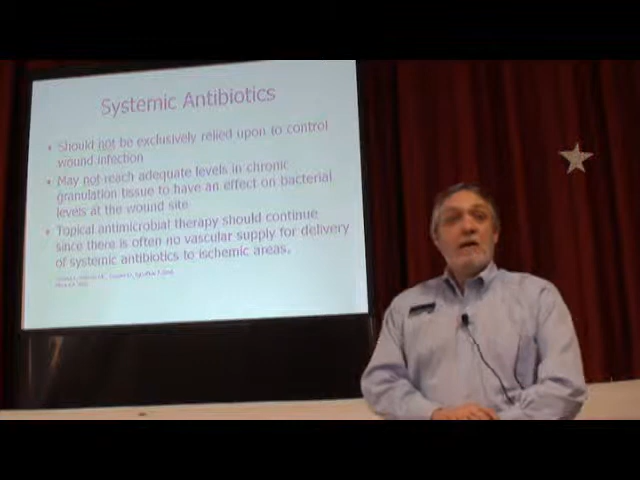 Systemic Antibiotics
• Should not be exclusively relied upon to control
wound infection
• May not reach adequate levels in chronic
granulation tissue to have an effect on bacterial
levels at the wound site
• Topical antimicrobial therapy should continue
since there is often no vascular supply for delivery
of systemic antibiotics to ischemic areas.